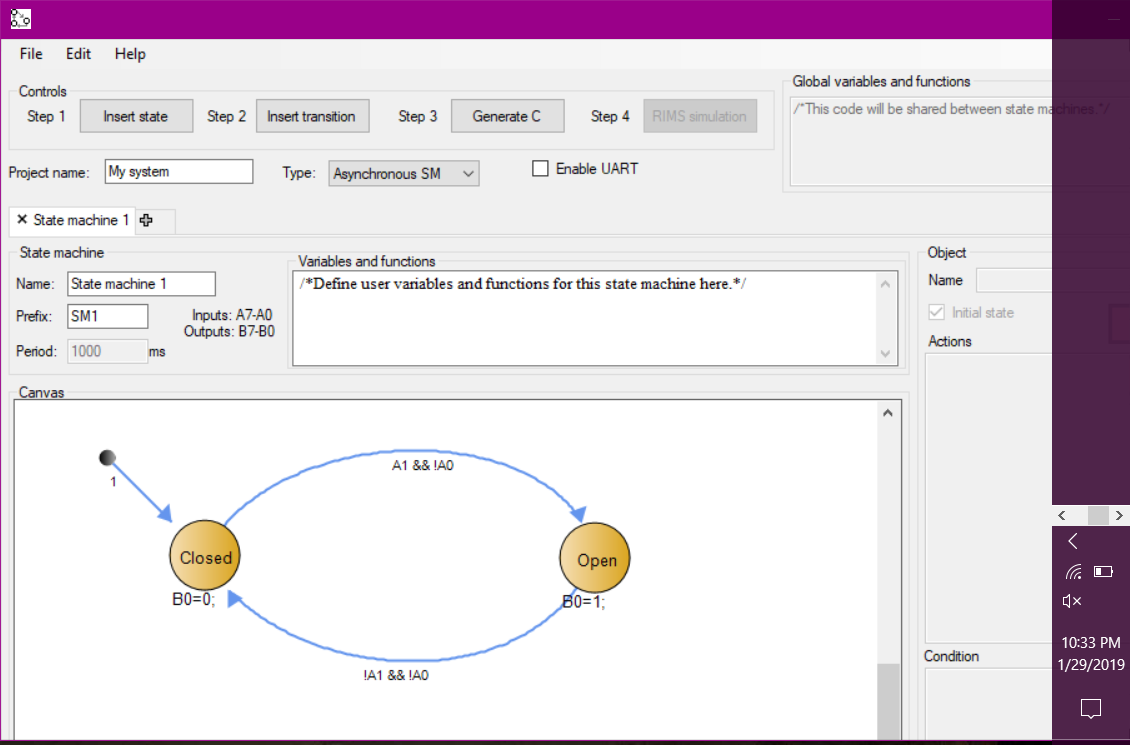 File Edit Help
Controls
Step 1 Insert state Step 2 Insert transition Step 3 Generate C Step 4 RIMS simulation
Global variables and functions
/*This code will be shared between state machines.*/
Project name: My system Type: Asynchronous SM Enable UART
State machine 1
State machine
Name: State machine 1
Prefix: SM1
Inputs: A7-A0
Outputs: B7-B0
Period: 1000 ms
Variables and functions
/*Define user variables and functions for this state machine here.*/
Object
Name
Initial state
Actions
Canvas
1
A1 && !A0
Closed
B0=0;
Open
B0=1;
!A1 && !A0
Condition
10:33 PM
1/29/2019